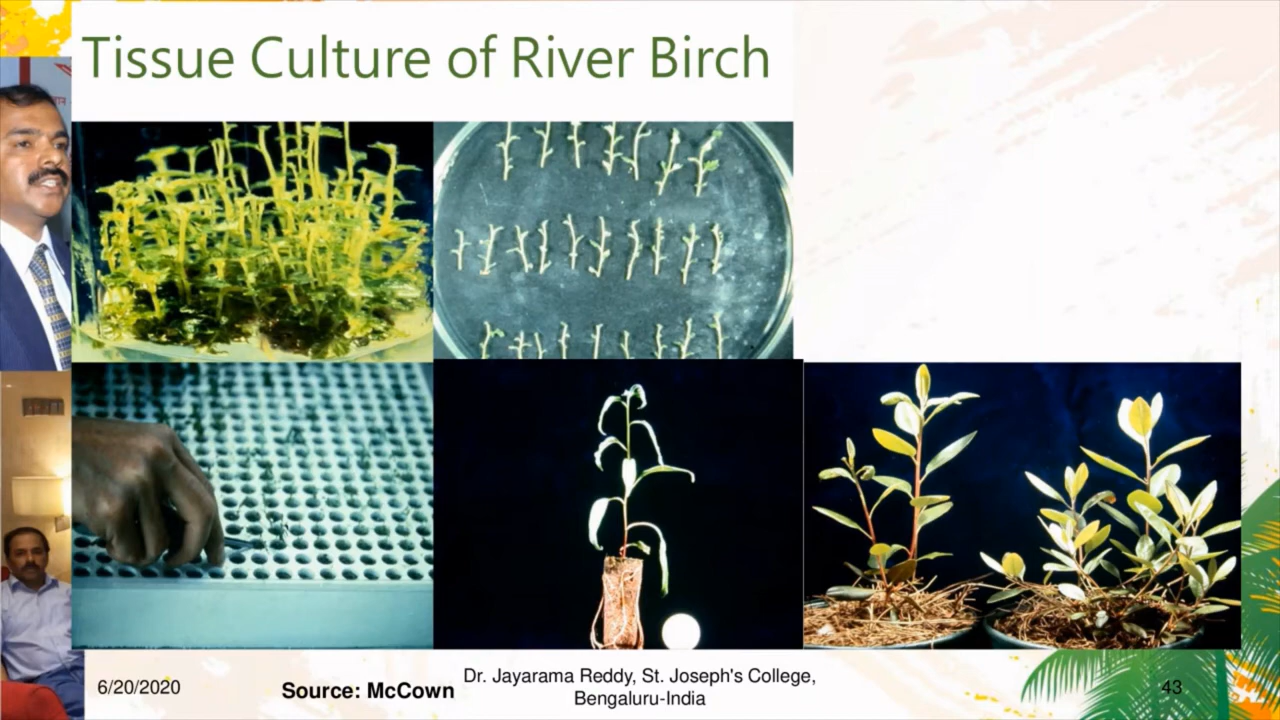 Tissue Culture of River Birch
6/20/2020
Source: McCown
Dr. Jayarama Reddy, St. Joseph's College,
Bengaluru-India
43